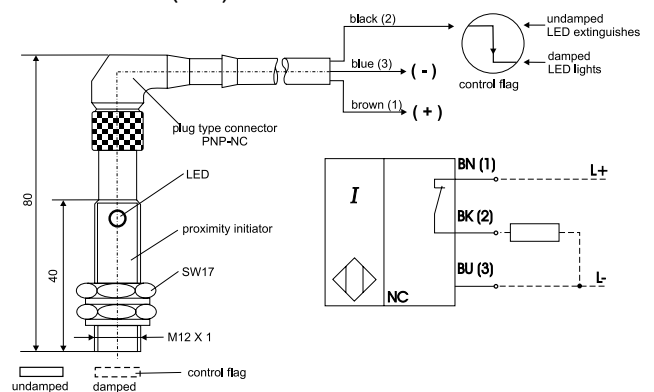 black (2)
undamped
LED extinguishes
blue (3)
( - )
damped
LED lights
control flag
brown (1)
( + )
plug type connector
PNP-NC
LED
80
proximity initiator
40
SW17
M12 X 1
control flag
undamped
damped
I
NC
BN (1)
L+
BK (2)
BU (3)
L-